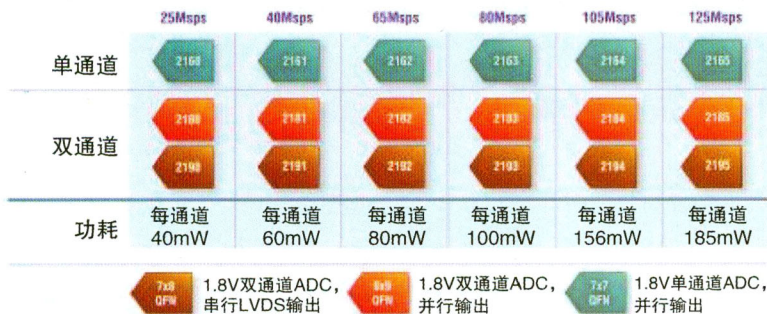 25Msps 40Msps 65Msps 80Msps 105Msps 125Msps
单通道 2160 2161 2162 2163 2164 2165
2180 2181 2182 2183 2184 2185
双通道
2190 2191 2192 2193 2194 2195
功耗 每通道 每通道 每通道 每通道 每通道 每通道
40mW 60mW 80mW 100mW 156mW 185mW
7x8 QFN 1.8V双通道ADC, 串行LVDS输出
9x9 QFN 1.8V双通道ADC, 并行输出
7x7 QFN 1.8V单通道ADC, 并行输出